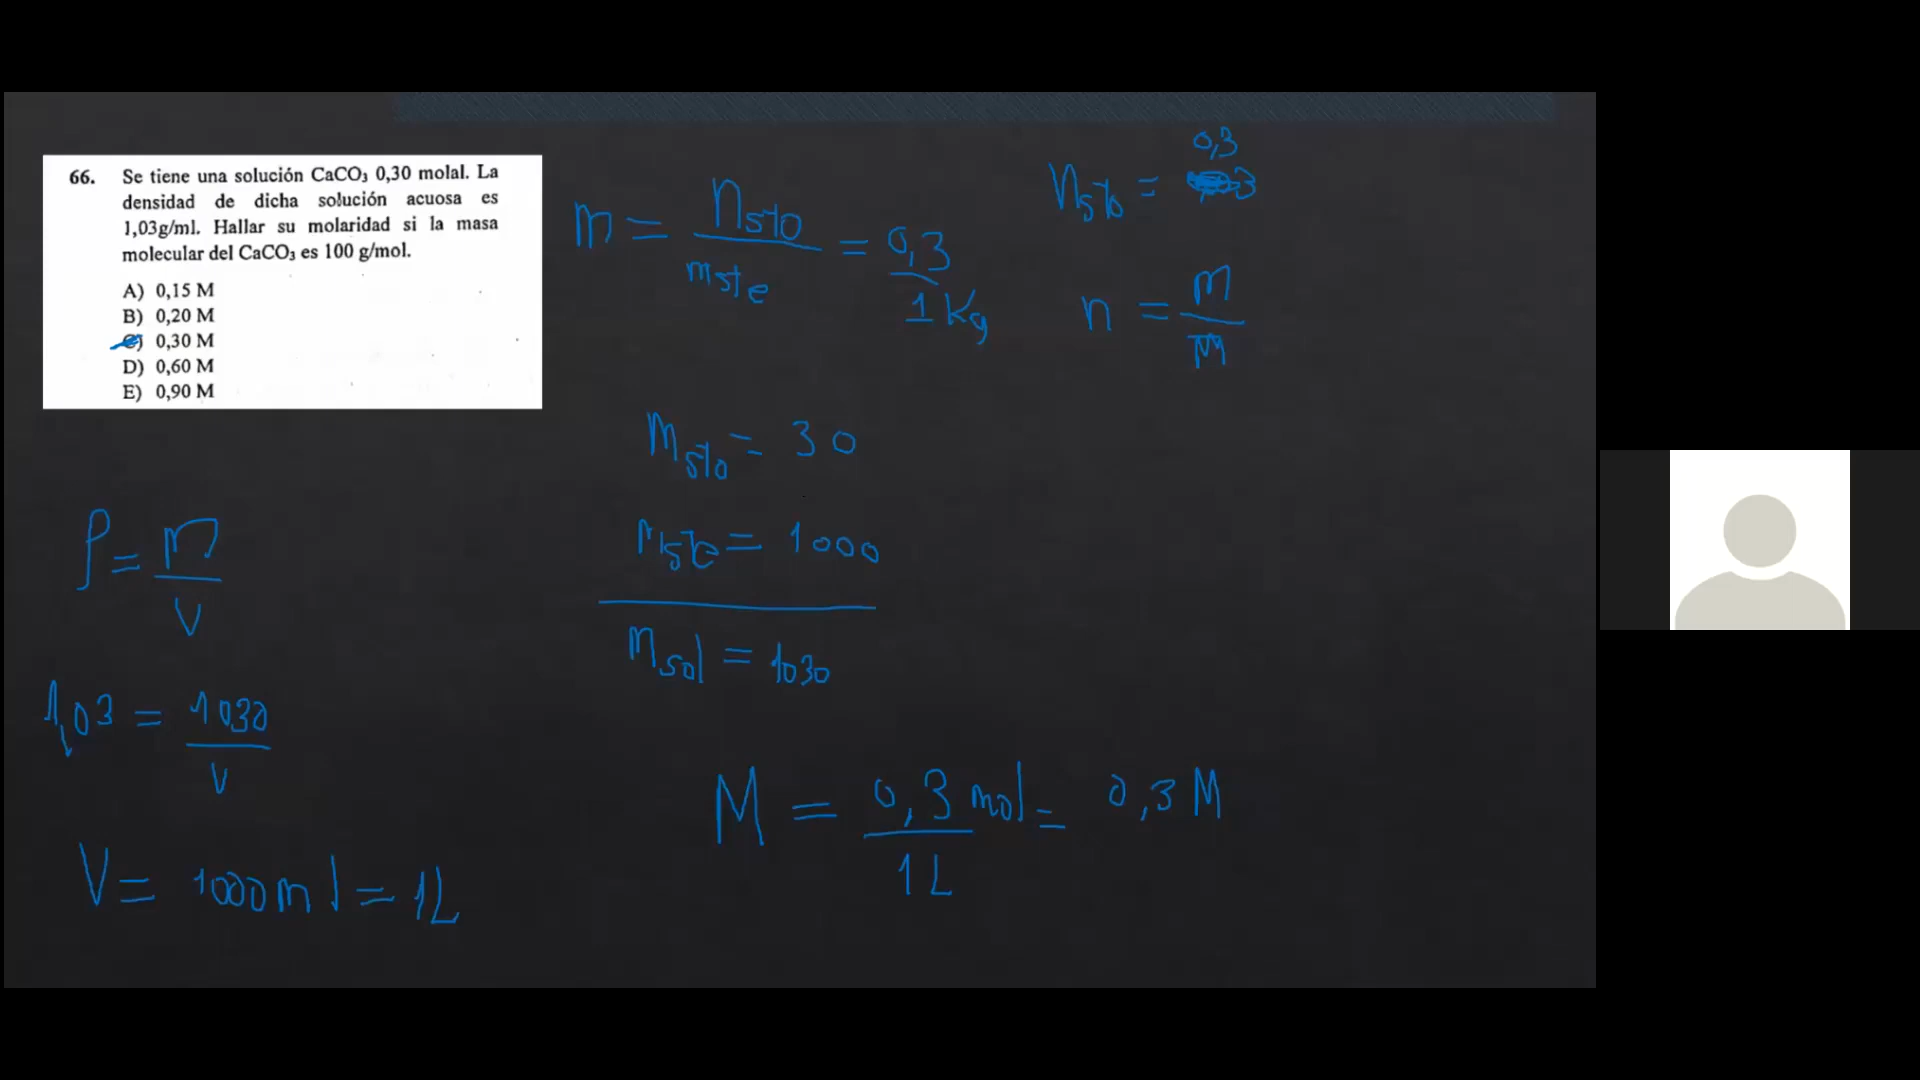 66. Se tiene una solución CaCO₃ 0,30 molal. La
densidad de dicha solución acuosa es
1,03g/ml. Hallar su molaridad si la masa
molecular del CaCO₃ es 100 g/mol.
A) 0,15 M
B) 0,20 M
C) 0,30 M
D) 0,60 M
E) 0,90 M
m = nsto / mste = 0,3 / 1 Kg
nsto = 0,3
n = m / M
msto = 30
mste = 1000
msol = 1030
ρ = m / V
1,03 = 1030 / V
V = 1000 ml = 1L
M = 0,3 mol / 1 L = 0,3 M